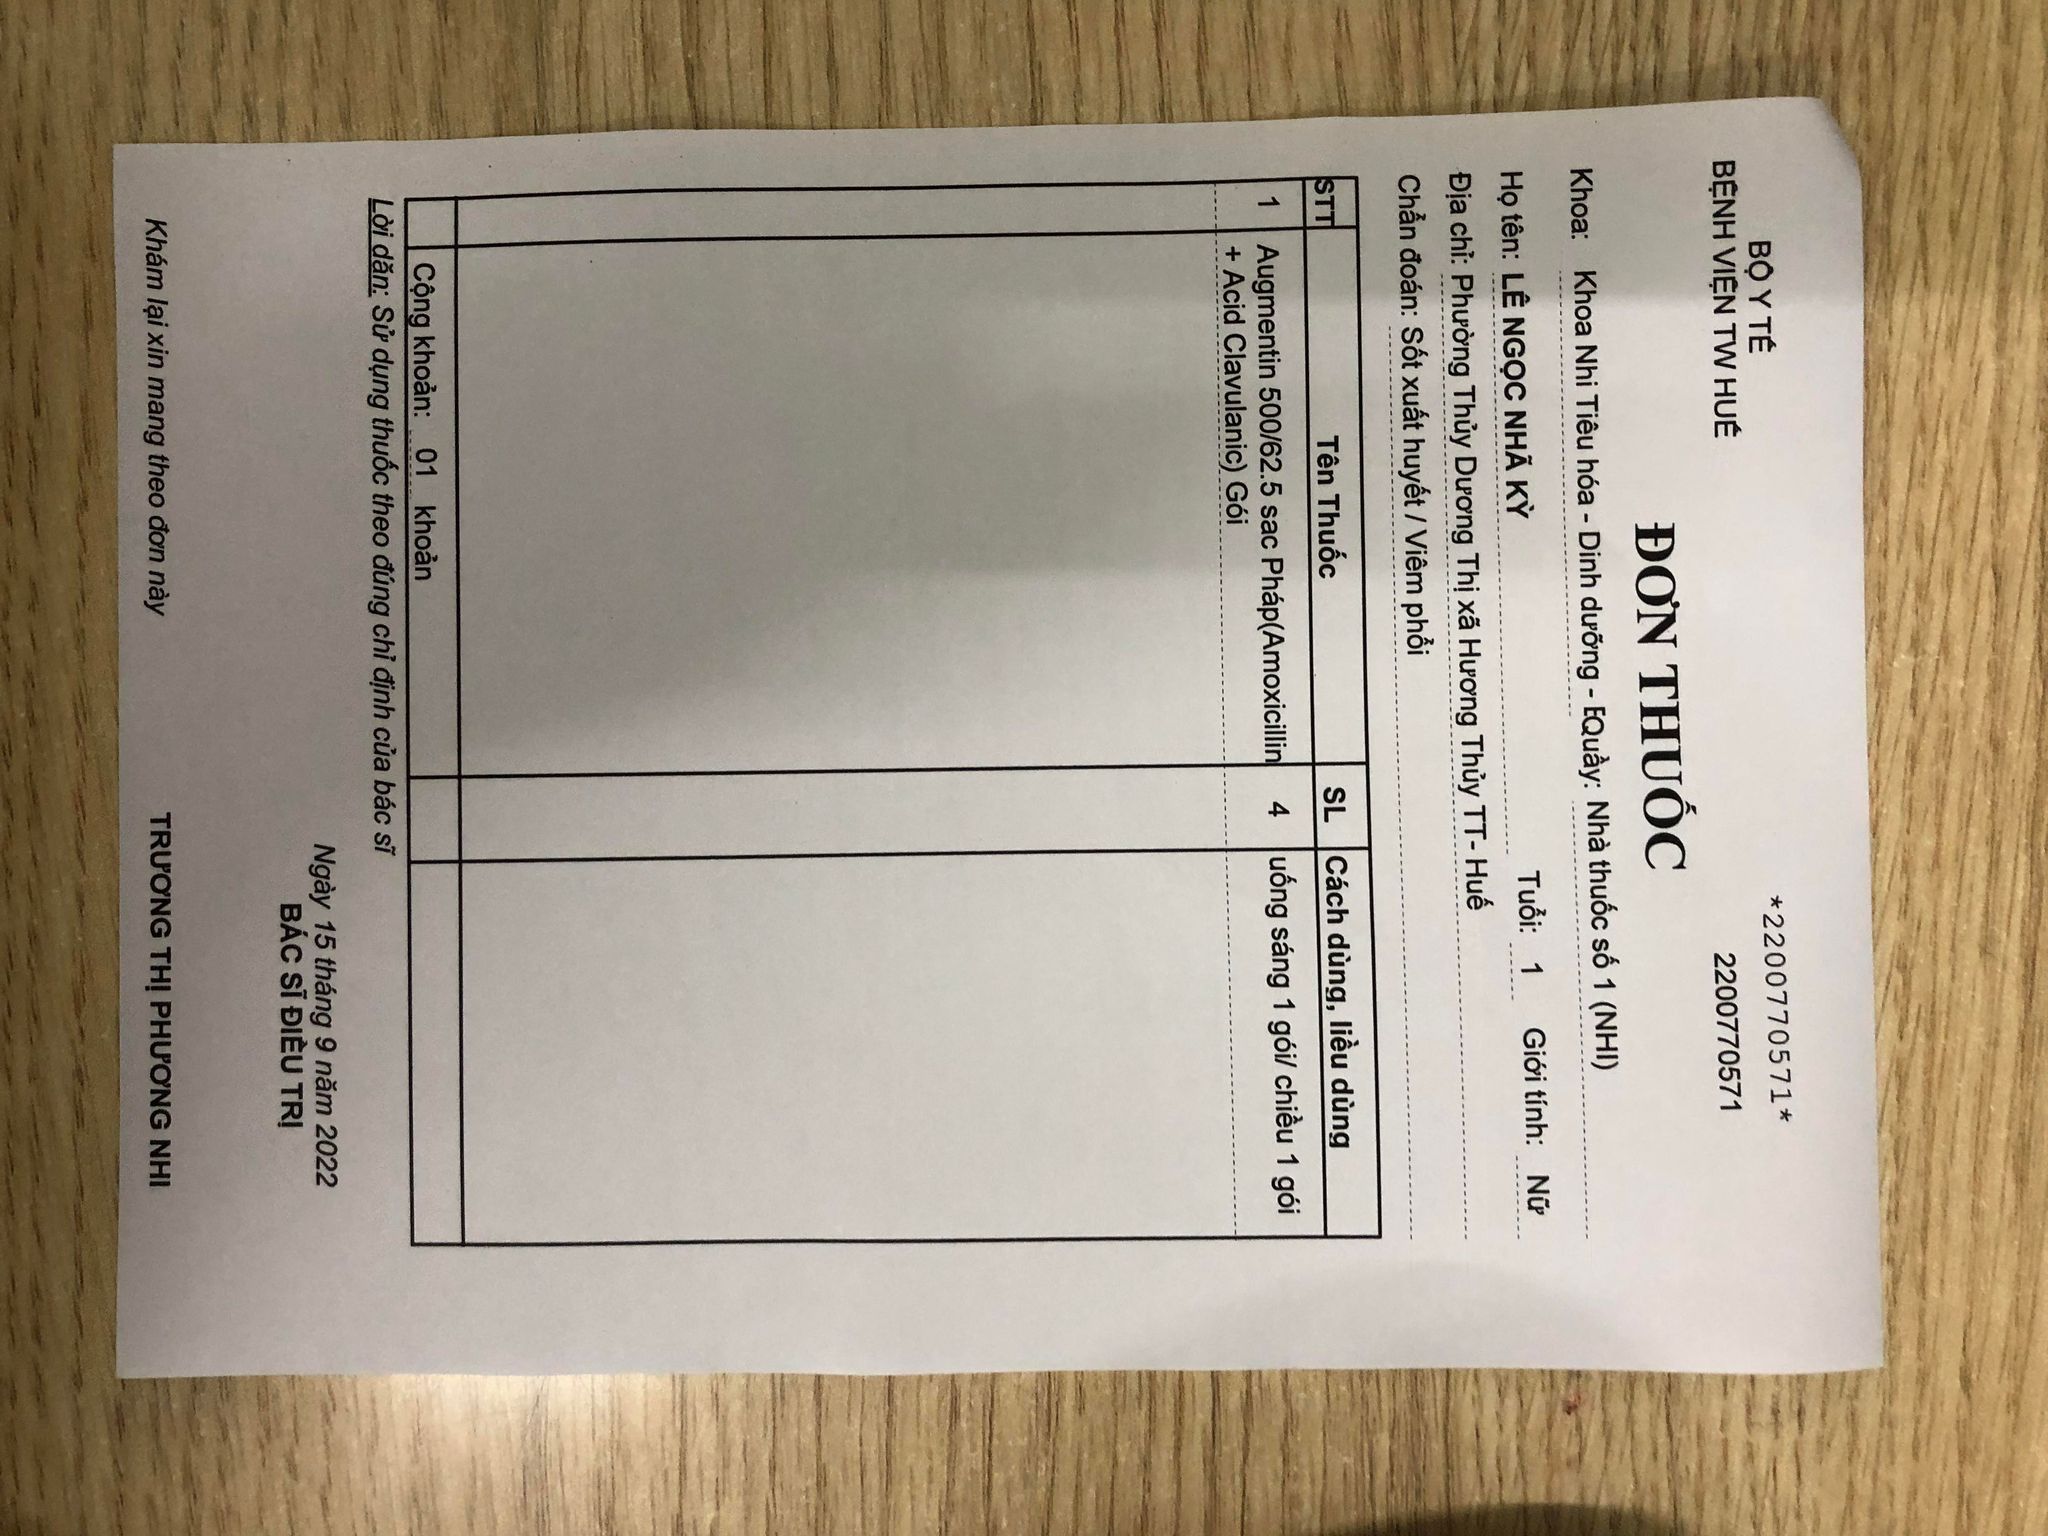 BỘ Y TẾ
*2200770571*
BỆNH VIỆN TW HUẾ
2200770571
ĐƠN THUỐC
Khoa: Khoa Nhi Tiêu hóa - Dinh dưỡng - EQuầy: Nhà thuốc số 1 (NHI)
Họ tên: LÊ NGỌC NHÃ KỲ Tuổi: 1 Giới tính: Nữ
Địa chỉ: Phường Thủy Dương Thị xã Hương Thủy TT- Huế
Chẩn đoán: Sốt xuất huyết / Viêm phổi
STT Tên Thuốc SL Cách dùng, liều dùng
1 Augmentin 500/62.5 sac Pháp(Amoxicillin 4 uống sáng 1 gói/ chiều 1 gói
+ Acid Clavulanic) Gói
Cộng khoản: 01 khoản
Lời dặn: Sử dụng thuốc theo đúng chỉ định của bác sĩ
Ngày 15 tháng 9 năm 2022
BÁC SĨ ĐIỀU TRỊ
Khám lại xin mang theo đơn này
TRƯƠNG THỊ PHƯƠNG NHI